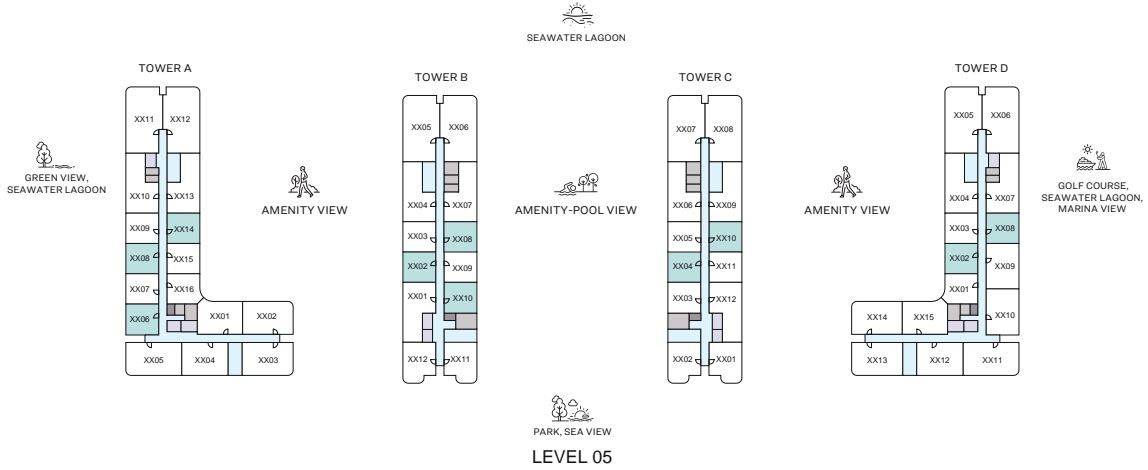 SEAWATER LAGOON
TOWER A
TOWER B
TOWER C
TOWER D
XX11 XX12
XX05 XX06
XX07 XX08
XX05 XX06
GREEN VIEW,
SEAWATER LAGOON
AMENITY VIEW
AMENITY-POOL VIEW
AMENITY VIEW
GOLF COURSE,
SEAWATER LAGOON,
MARINA VIEW
XX10 XX13
XX04 XX07
XX06 XX09
XX04 XX07
XX09 XX14
XX03 XX08
XX05 XX10
XX03 XX08
XX08 XX15
XX02 XX09
XX04 XX11
XX02 XX09
XX07 XX16
XX01 XX10
XX03 XX12
XX01
XX10
XX06 XX01 XX02
XX14 XX15
XX05 XX04 XX03
XX12 XX11
XX02 XX01
XX13 XX12 XX11
PARK, SEA VIEW
LEVEL 05